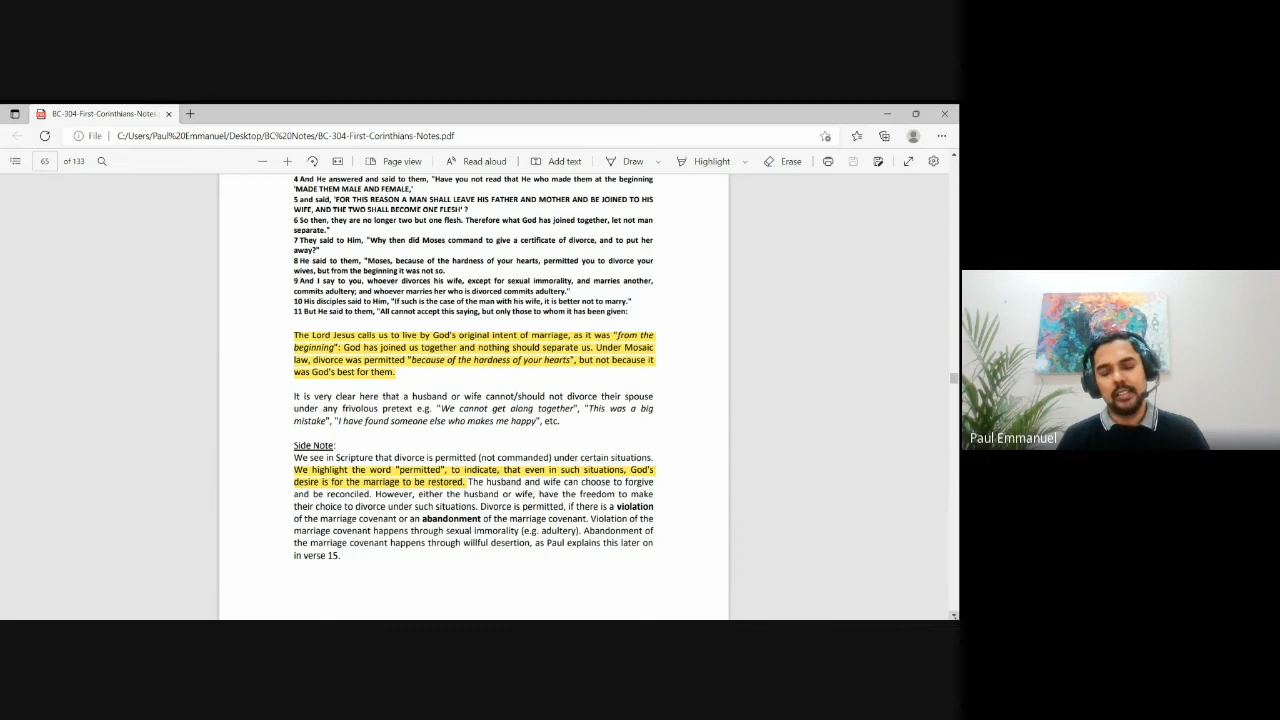 BC-304-First-Corinthians-Notes
File
C:/Users/Paul%20Emmanuel/Desktop/BC%20Notes/BC-304-First-Corinthians-Notes.pdf
65 of 133
Page view
Read aloud
Add text
Draw
Highlight
Erase
4 And He answered and said to them, "Have you not read that He who made them at the beginning
'MADE THEM MALE AND FEMALE,'
5 and said, 'FOR THIS REASON A MAN SHALL LEAVE HIS FATHER AND MOTHER AND BE JOINED TO HIS
WIFE, AND THE TWO SHALL BECOME ONE FLESH' ?
6 So then, they are no longer two but one flesh. Therefore what God has joined together, let not man
separate."
7 They said to Him, "Why then did Moses command to give a certificate of divorce, and to put her
away?"
8 He said to them, "Moses, because of the hardness of your hearts, permitted you to divorce your
wives, but from the beginning it was not so.
9 And I say to you, whoever divorces his wife, except for sexual immorality, and marries another,
commits adultery; and whoever marries her who is divorced commits adultery."
10 His disciples said to Him, "If such is the case of the man with his wife, it is better not to marry."
11 But He said to them, "All cannot accept this saying, but only those to whom it has been given:
The Lord Jesus calls us to live by God's original intent of marriage, as it was "from the
beginning": God has joined us together and nothing should separate us. Under Mosaic
law, divorce was permitted "because of the hardness of your hearts", but not because it
was God's best for them.
It is very clear here that a husband or wife cannot/should not divorce their spouse
under any frivolous pretext e.g. "We cannot get along together", "This was a big
mistake", "I have found someone else who makes me happy", etc.
Side Note:
We see in Scripture that divorce is permitted (not commanded) under certain situations.
We highlight the word "permitted", to indicate, that even in such situations, God's
desire is for the marriage to be restored. The husband and wife can choose to forgive
and be reconciled. However, either the husband or wife, have the freedom to make
their choice to divorce under such situations. Divorce is permitted, if there is a violation
of the marriage covenant or an abandonment of the marriage covenant. Violation of the
marriage covenant happens through sexual immorality (e.g. adultery). Abandonment of
the marriage covenant happens through willful desertion, as Paul explains this later on
in verse 15.
Paul Emmanuel